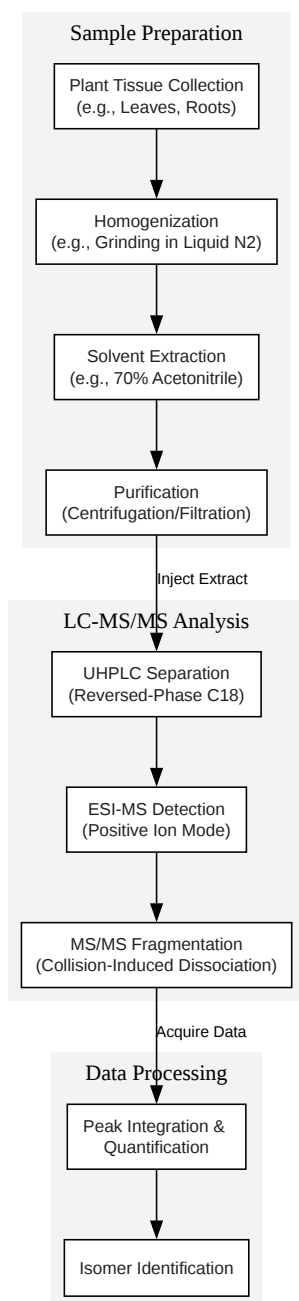 Sample Preparation
Plant Tissue Collection
(e.g., Leaves, Roots)
Homogenization
(e.g., Grinding in Liquid N2)
Solvent Extraction
(e.g., 70% Acetonitrile)
Purification
(Centrifugation/Filtration)
Inject Extract
LC-MS/MS Analysis
UHPLC Separation
(Reversed-Phase C18)
ESI-MS Detection
(Positive Ion Mode)
MS/MS Fragmentation
(Collision-Induced Dissociation)
Acquire Data
Data Processing
Peak Integration &
Quantification
Isomer Identification